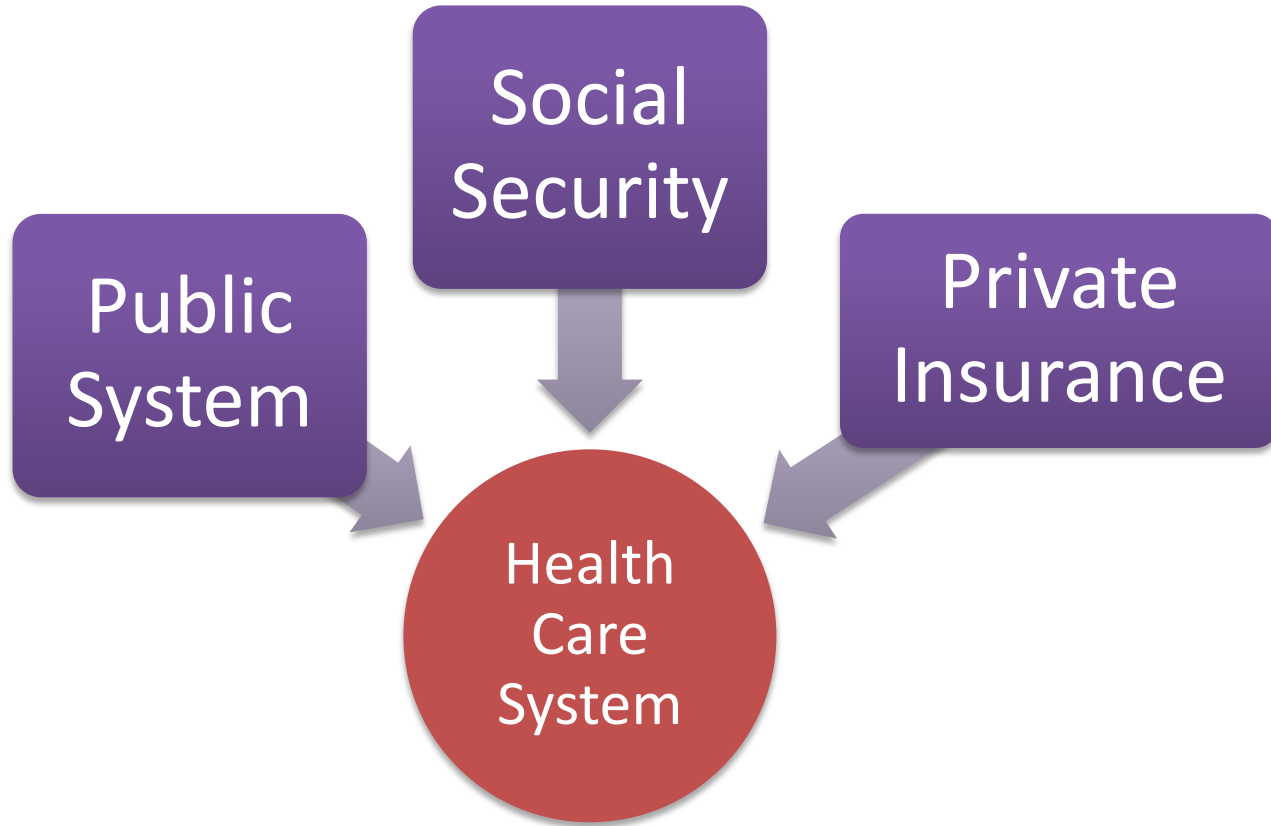 Social
Security
Public
System
Private
Insurance
Health
Care
System